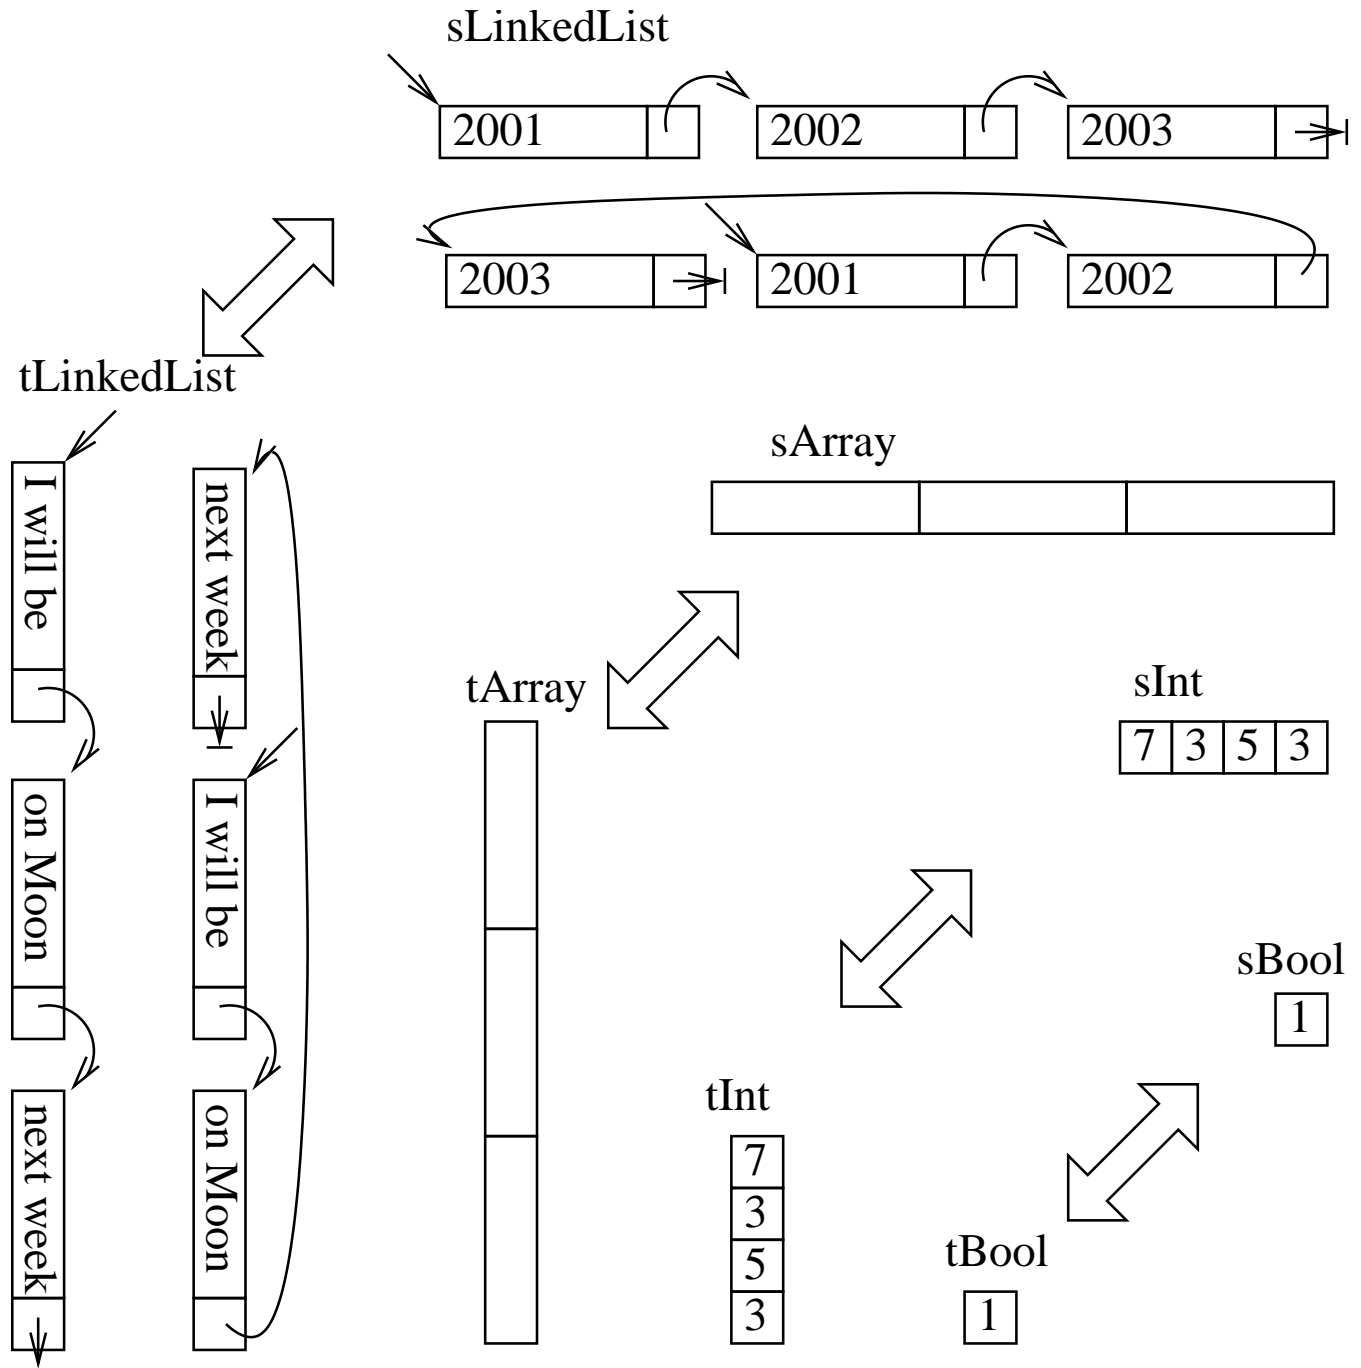 sLinkedList
2001 2002 2003
2003 2001 2002
tLinkedList
I will be
on Moon
next week
next week
I will be
on Moon
sArray
tArray
sInt
7 3 5 3
sBool
1
tInt
7
3
5
3
tBool
1